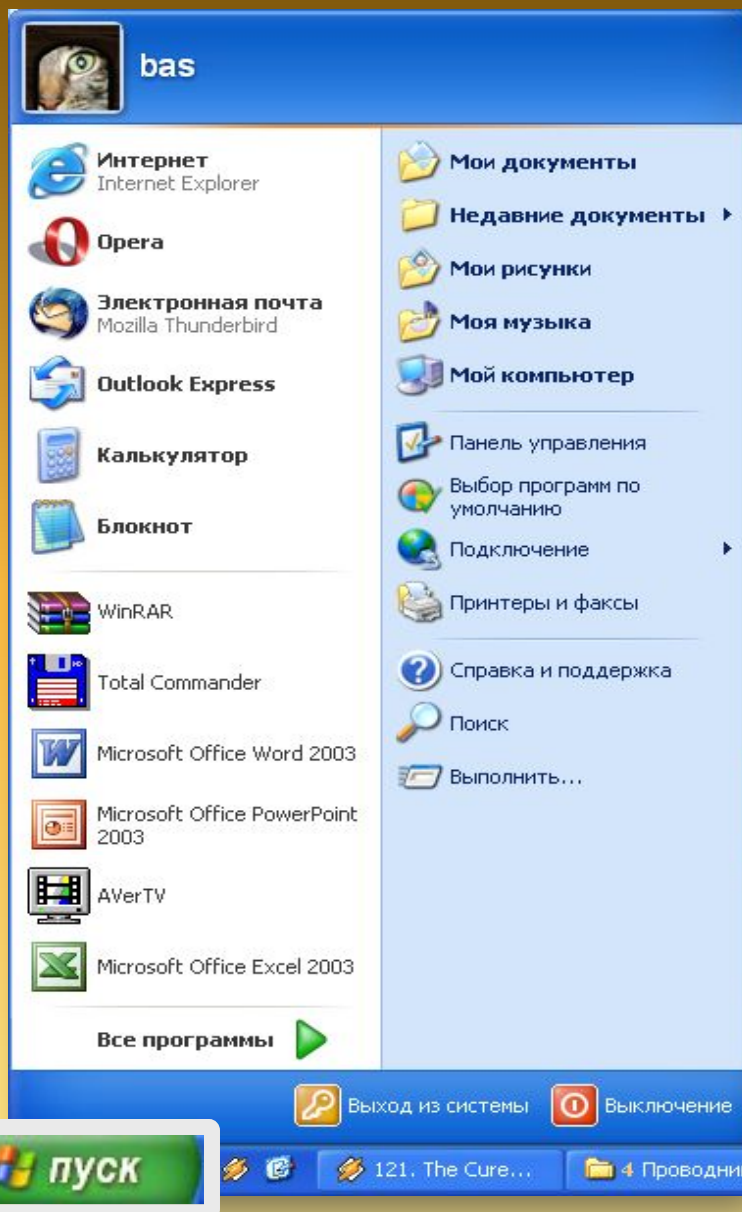 bas
Интернет
Internet Explorer
Opera
Электронная почта
Mozilla Thunderbird
Outlook Express
Калькулятор
Блокнот
WinRAR
Total Commander
Microsoft Office Word 2003
Microsoft Office PowerPoint
2003
AVerTV
Microsoft Office Excel 2003
Все программы
Мои документы
Недавние документы
Мои рисунки
Моя музыка
Мой компьютер
Панель управления
Выбор программ по
умолчанию
Подключение
Принтеры и факсы
Справка и поддержка
Поиск
Выполнить...
Выход из системы
Выключение
пуск
121. The Cure...
4 Проводни